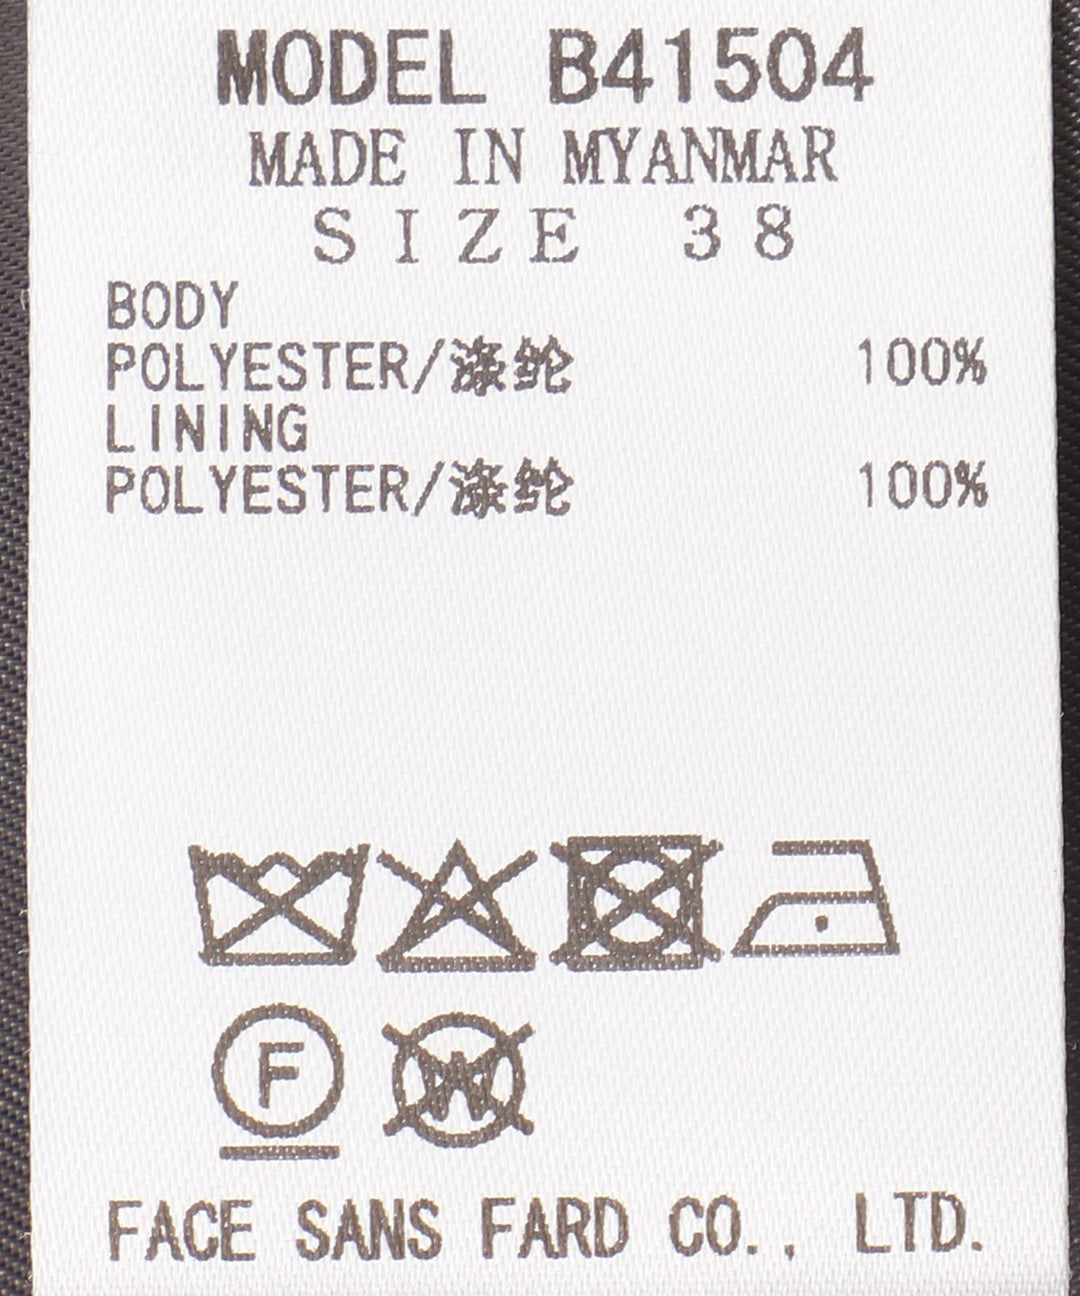 MODEL B41504
MADE IN MYANMAR
SIZE 38
BODY
POLYESTER/涤纶 100%
LINING
POLYESTER/涤纶 100%
F W
FACE SANS FARD CO., LTD.